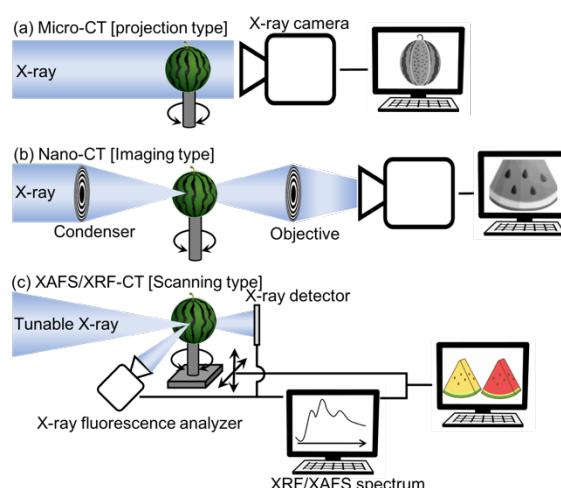 (a) Micro-CT [projection type]
X-ray camera
X-ray
(b) Nano-CT [Imaging type]
X-ray
Condenser
Objective
(c) XAFS/XRF-CT [Scanning type]
X-ray detector
Tunable X-ray
X-ray fluorescence analyzer
XRF/XAFS spectrum